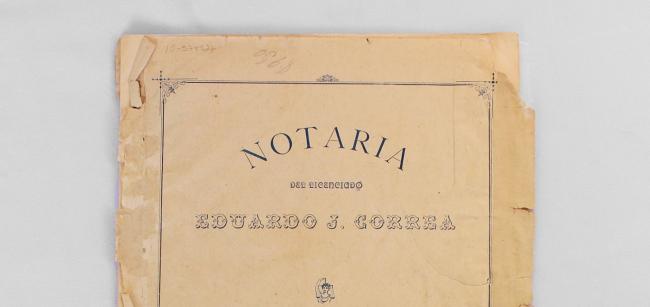 NOTARIA
DEL LICENCIADO
EDUARDO J. CORREA